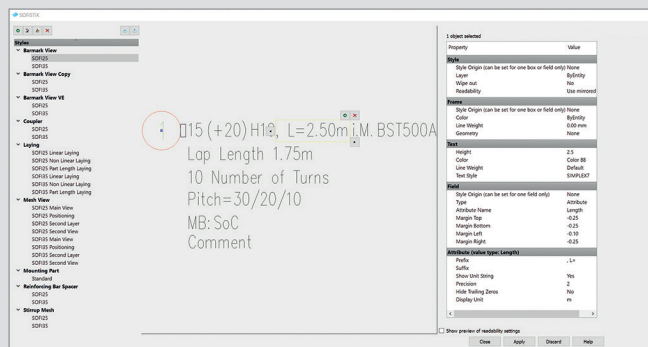 SOFiSTiK
Styles
Barmark View
SOFI25
SOFI35
Barmark View Copy
SOFI25
SOFI35
Barmark View VE
SOFI25
SOFI35
Coupler
SOFI25
SOFI35
Laying
SOFI25 Linear Laying
SOFI25 Non Linear Laying
SOFI25 Part Length Laying
SOFI35 Linear Laying
SOFI35 Non Linear Laying
SOFI35 Part Length Laying
Mesh View
SOFI25 Main View
SOFI25 Positioning
SOFI25 Second Layer
SOFI25 Second View
SOFI35 Main View
SOFI35 Positioning
SOFI35 Second Layer
SOFI35 Second View
Mounting Part
Standard
Reinforcing Bar Spacer
SOFI25
SOFI35
Stirrup Mesh
SOFI25
SOFI35
15 (+20) H10, L=2.50m i.M. BST500A
Lap Length 1.75m
10 Number of Turns
Pitch=30/20/10
MB: SoC
Comment
1 object selected
Property Value
Style
Style Origin (can be set for one box or field only) None
Layer ByEntity
Wipe out No
Readability Use mirrored
Frame
Style Origin (can be set for one box or field only) None
Color ByEntity
Line Weight 0.00 mm
Geometry None
Text
Height 2.5
Color Color 88
Line Weight Default
Text Style SIMPLEX7
Field
Style Origin (can be set for one field only) None
Type Attribute
Attribute Name Length
Margin Top -0.25
Margin Bottom -0.25
Margin Left -0.10
Margin Right -0.25
Attribute (value type: Length)
Prefix , L=
Suffix
Show Unit String Yes
Precision 2
Hide Trailing Zeros No
Display Unit m
Show preview of readability settings
Close Apply Discard Help